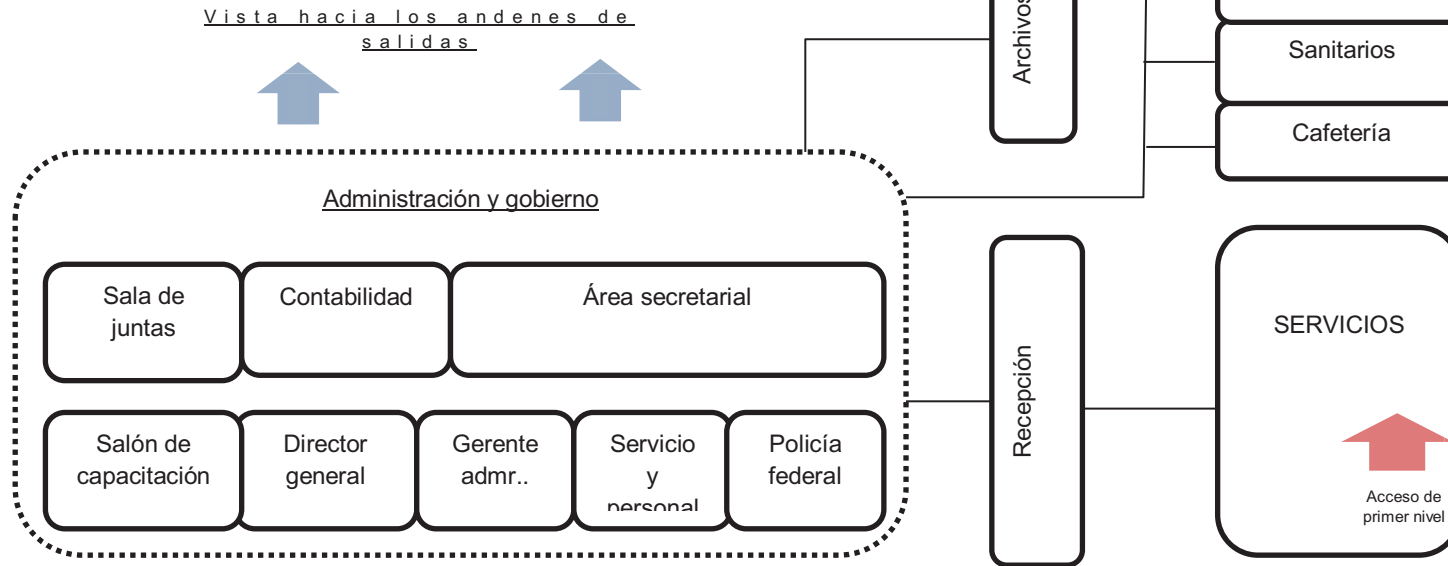 Vista hacia los andenes de
salidas
Archivos
Sanitarios
Cafetería
Administración y gobierno
Sala de
juntas
Contabilidad
Área secretarial
Salón de
capacitación
Director
general
Gerente
admr..
Servicio
y
personal
Policía
federal
Recepción
SERVICIOS
Acceso de
primer nivel